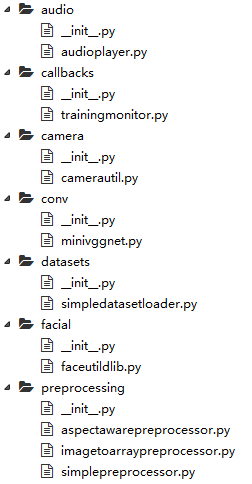 audio
__init__.py
audioplayer.py
callbacks
__init__.py
trainingmonitor.py
camera
__init__.py
camerautil.py
conv
__init__.py
minivggnet.py
datasets
__init__.py
simpledatasetloader.py
facial
__init__.py
faceutildlib.py
preprocessing
__init__.py
aspectawarepreprocessor.py
imagetoarraypreprocessor.py
simplepreprocessor.py